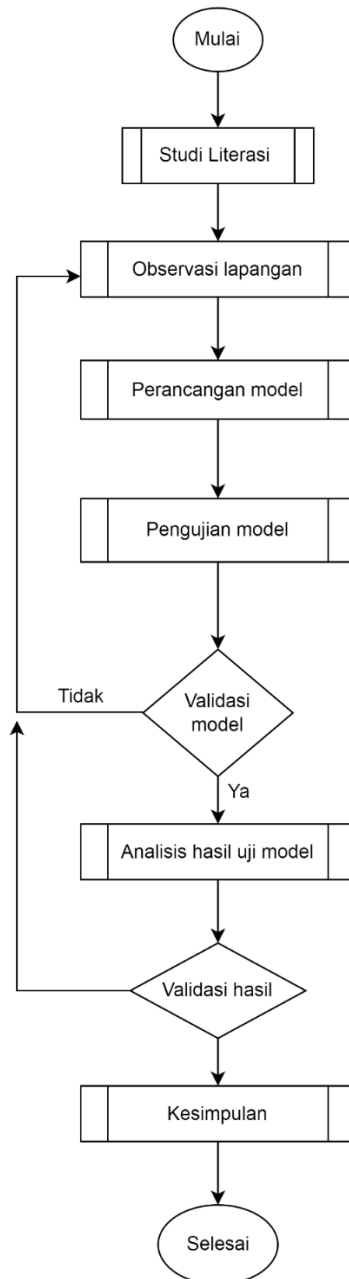 Mulai
Studi Literasi
Observasi lapangan
Perancangan model
Pengujian model
Tidak
Validasi
model
Ya
Analisis hasil uji model
Validasi hasil
Kesimpulan
Selesai